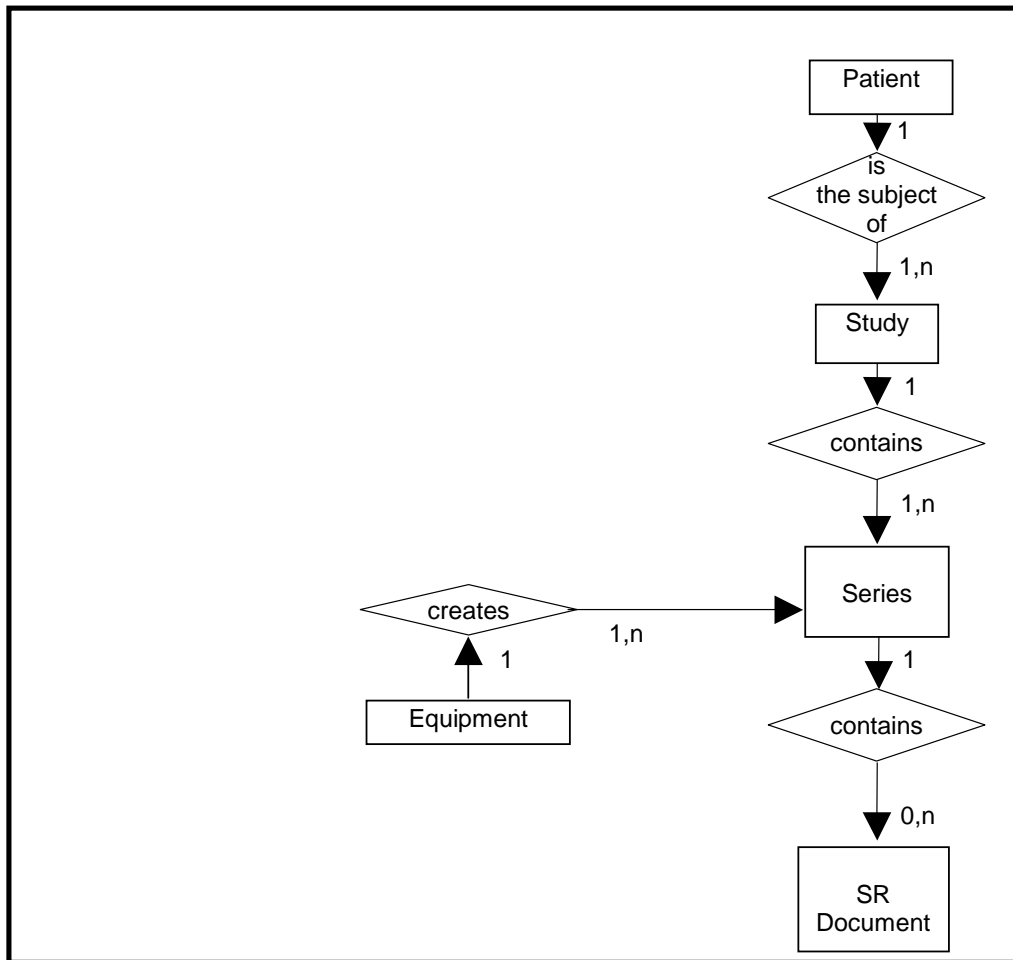 Patient
1
is
the subject
of
1,n
Study
1
contains
1,n
Series
creates
1,n
1
1
Equipment
contains
0,n
SR
Document